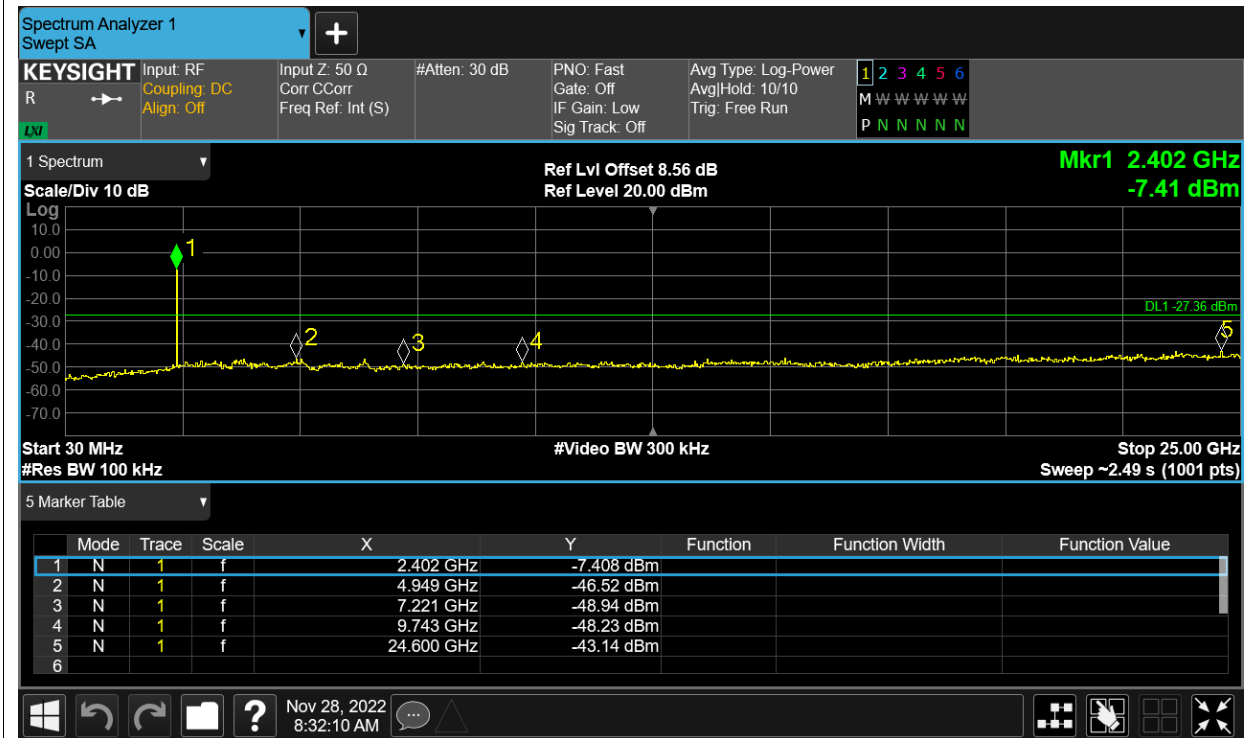 Spectrum Analyzer 1
Swept SA
KEYSIGHT
R
LXI
Input: RF
Coupling: DC
Align: Off
Input Z: 50 Ω
Corr CCorr
Freq Ref: Int (S)
#Atten: 30 dB
PNO: Fast
Gate: Off
IF Gain: Low
Sig Track: Off
Avg Type: Log-Power
Avg|Hold: 10/10
Trig: Free Run
1 2 3 4 5 6
M W W W W W
P N N N N N
1 Spectrum
Scale/Div 10 dB
Ref Lvl Offset 8.56 dB
Ref Level 20.00 dBm
Mkr1 2.402 GHz
-7.41 dBm
Log
10.0
0.00
-10.0
-20.0
-30.0
-40.0
-50.0
-60.0
-70.0
1
2
3
4
5
DL1 -27.36 dBm
Start 30 MHz
#Res BW 100 kHz
#Video BW 300 kHz
Stop 25.00 GHz
Sweep ~2.49 s (1001 pts)
5 Marker Table
Mode Trace Scale X Y Function Function Width Function Value
1 N 1 f 2.402 GHz -7.408 dBm
2 N 1 f 4.949 GHz -46.52 dBm
3 N 1 f 7.221 GHz -48.94 dBm
4 N 1 f 9.743 GHz -48.23 dBm
5 N 1 f 24.600 GHz -43.14 dBm
6
?
Nov 28, 2022
8:32:10 AM